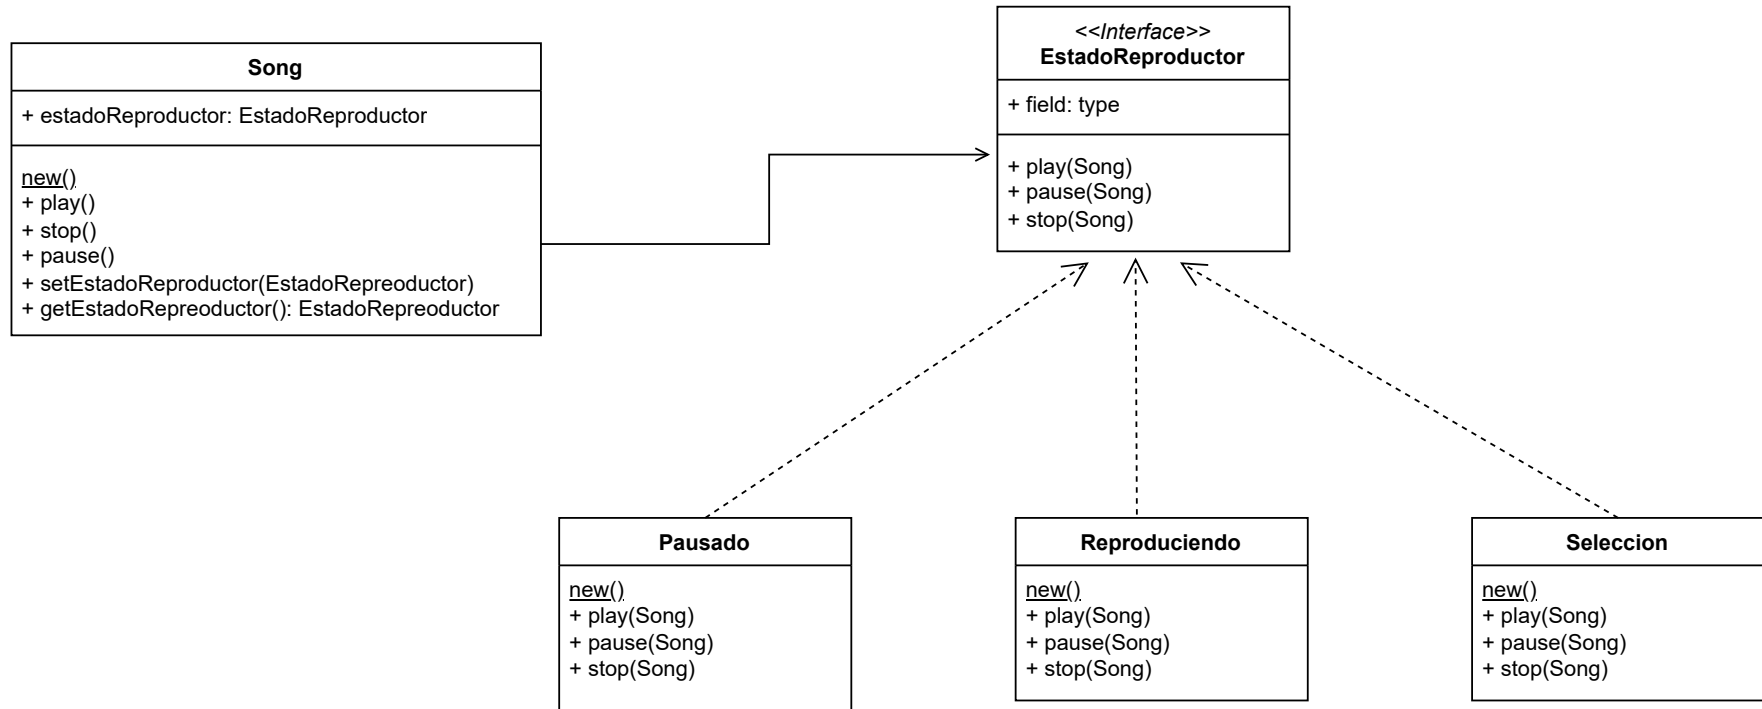 Song
+ estadoReproductor: EstadoReproductor
new()
+ play()
+ stop()
+ pause()
+ setEstadoReproductor(EstadoRepreoductor)
+ getEstadoRepreoductor(): EstadoRepreoductor
<<Interface>>
EstadoReproductor
+ field: type
+ play(Song)
+ pause(Song)
+ stop(Song)
Pausado
new()
+ play(Song)
+ pause(Song)
+ stop(Song)
Reproduciendo
new()
+ play(Song)
+ pause(Song)
+ stop(Song)
Seleccion
new()
+ play(Song)
+ pause(Song)
+ stop(Song)